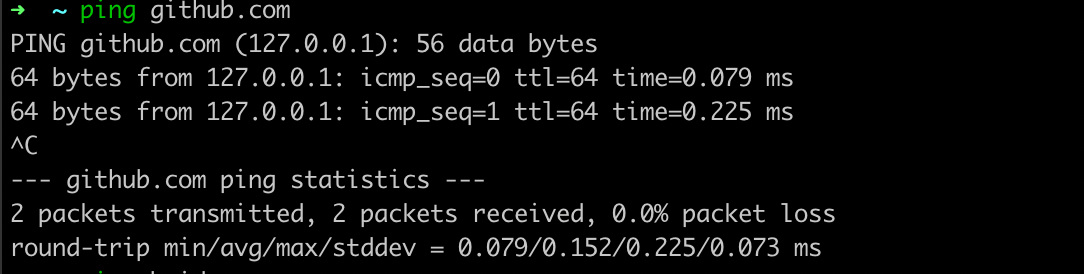 ➜ ~ ping github.com
PING github.com (127.0.0.1): 56 data bytes
64 bytes from 127.0.0.1: icmp_seq=0 ttl=64 time=0.079 ms
64 bytes from 127.0.0.1: icmp_seq=1 ttl=64 time=0.225 ms
^C
--- github.com ping statistics ---
2 packets transmitted, 2 packets received, 0.0% packet loss
round-trip min/avg/max/stddev = 0.079/0.152/0.225/0.073 ms